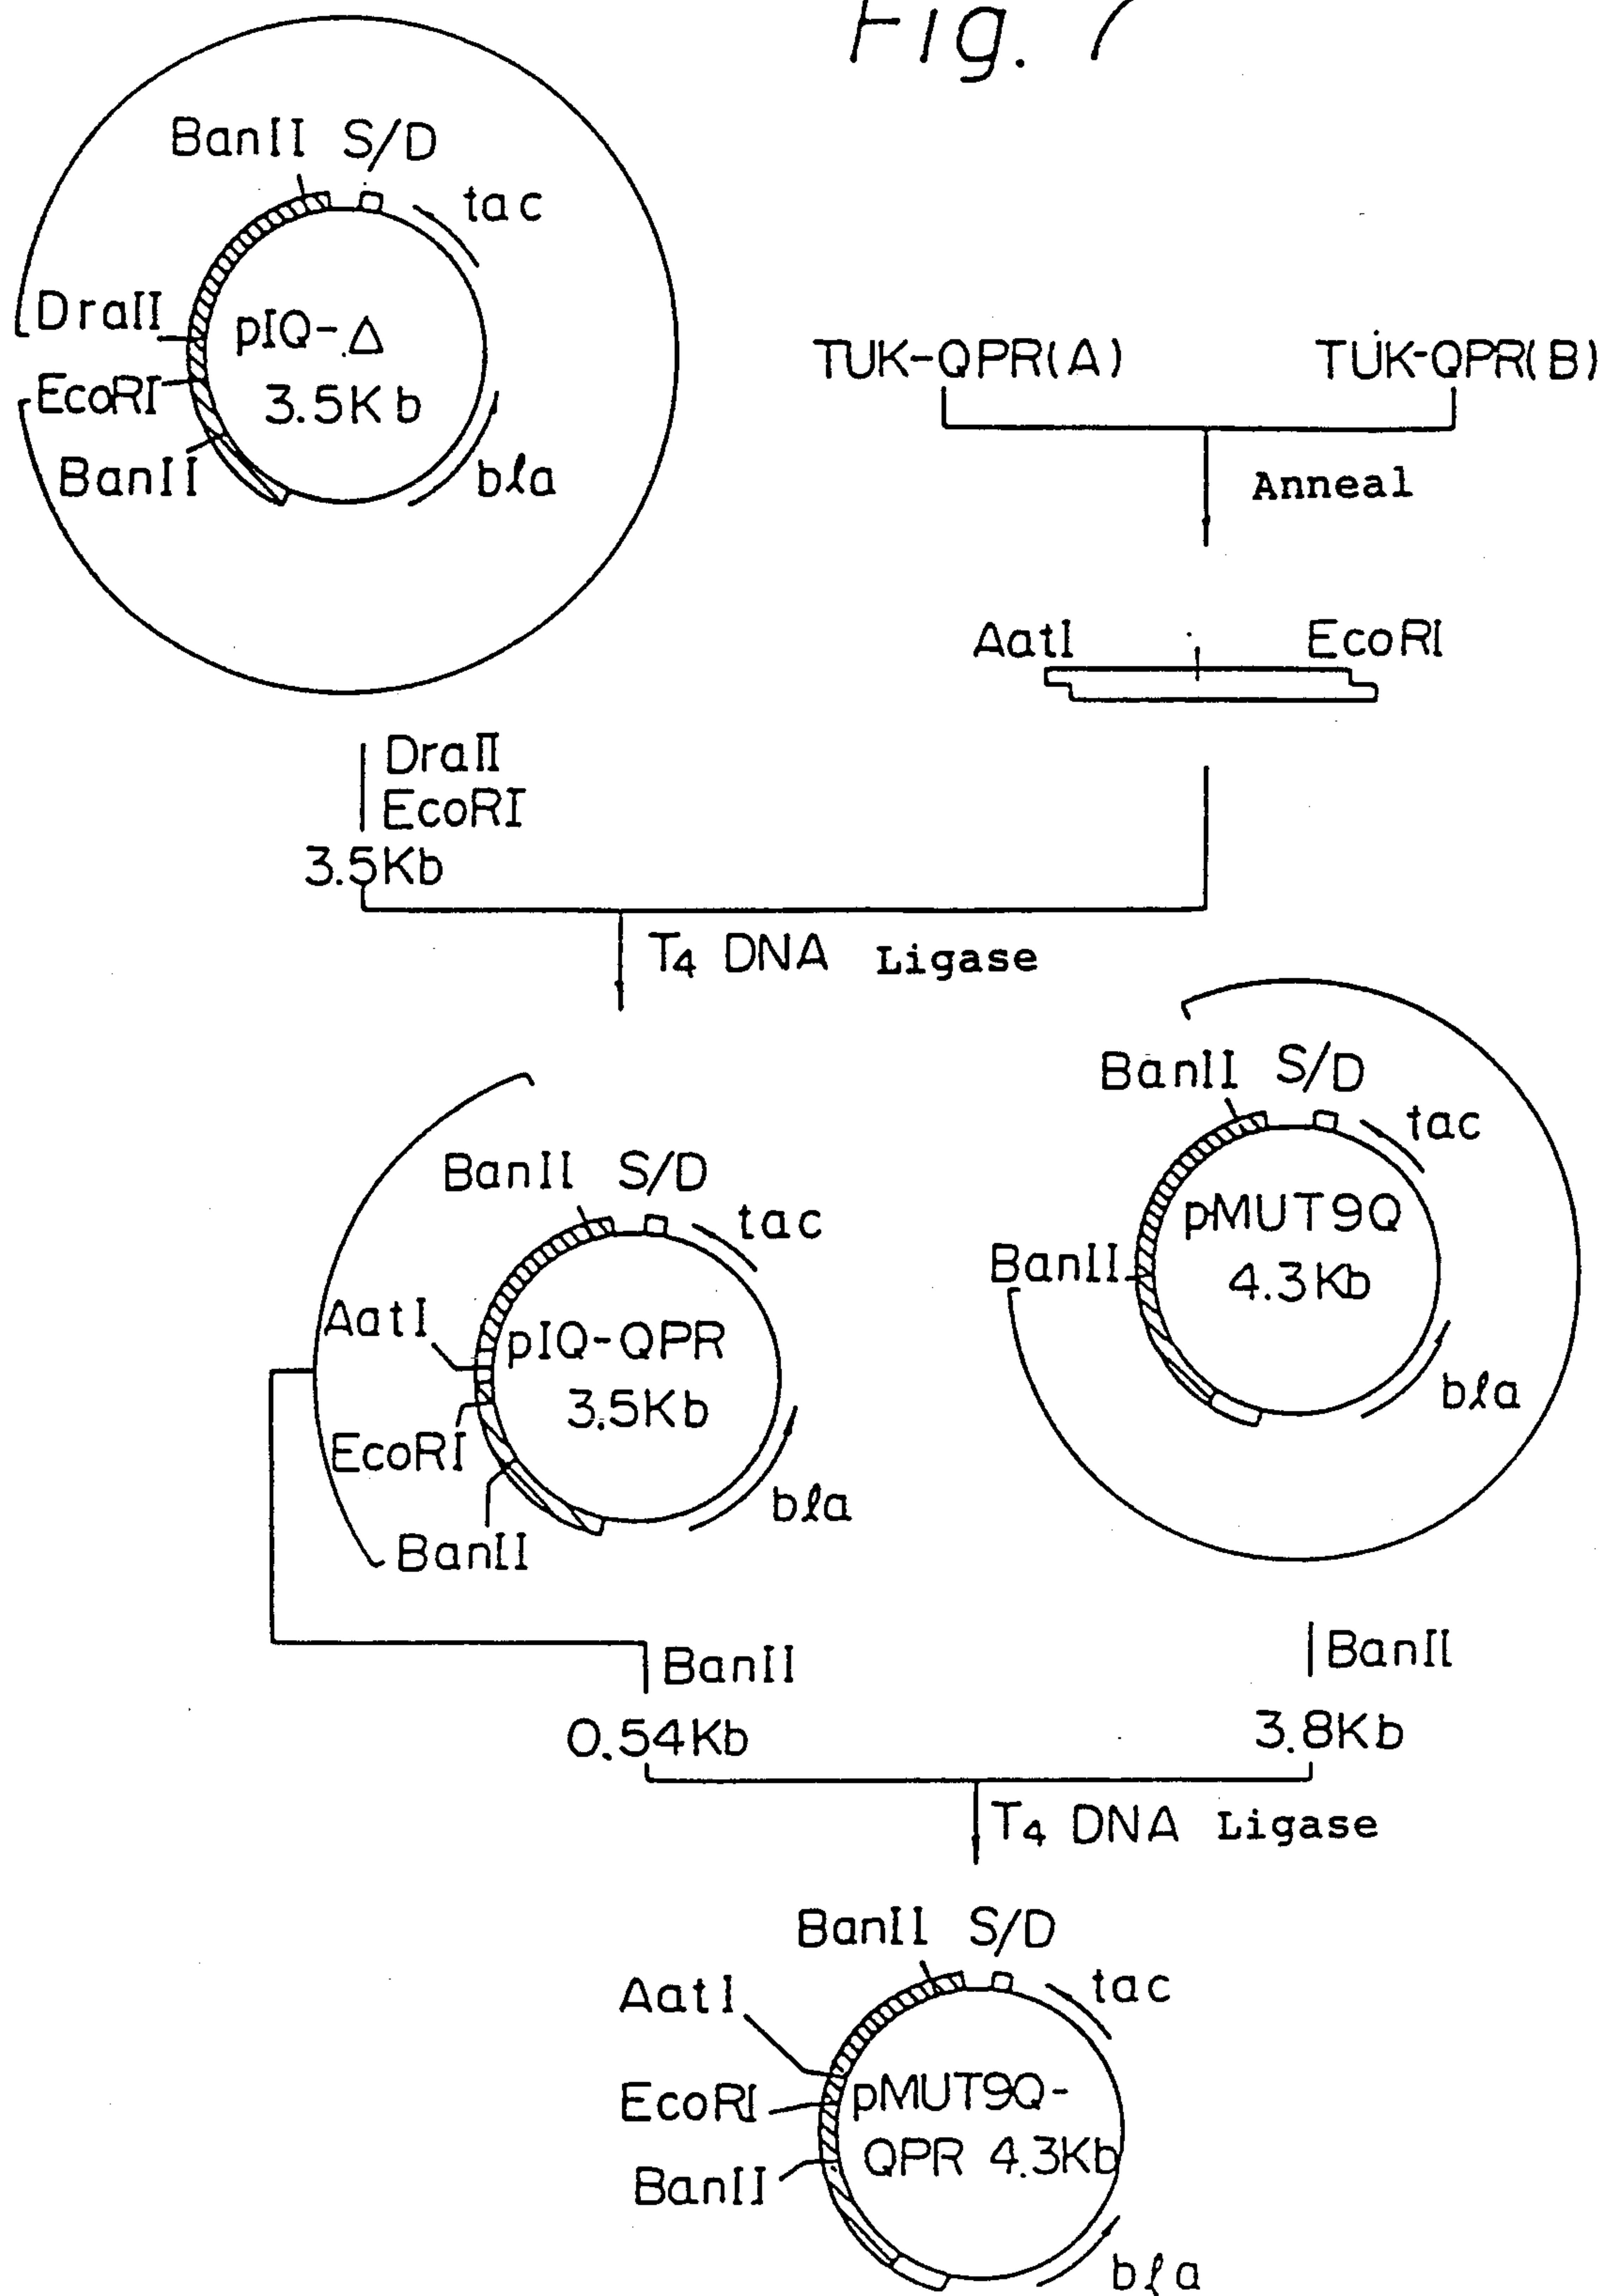 Fig. 7
BanII S/D
tac
DraII
pIQ-Δ
EcoRI
3.5Kb
BanII
bla
TUK-QPR(A) TUK-QPR(B)
Anneal
AatI EcoRI
DraII
EcoRI
3.5Kb
T4 DNA Ligase
BanII S/D
tac
AatI
pIQ-QPR
3.5Kb
EcoRI
bla
BanII
BanII S/D
tac
pMUT9Q
BanII
4.3Kb
bla
BanII
0.54Kb
BanII
3.8Kb
T4 DNA Ligase
BanII S/D
AatI
tac
EcoRI
pMUT9Q-
QPR 4.3Kb
BanII
bla